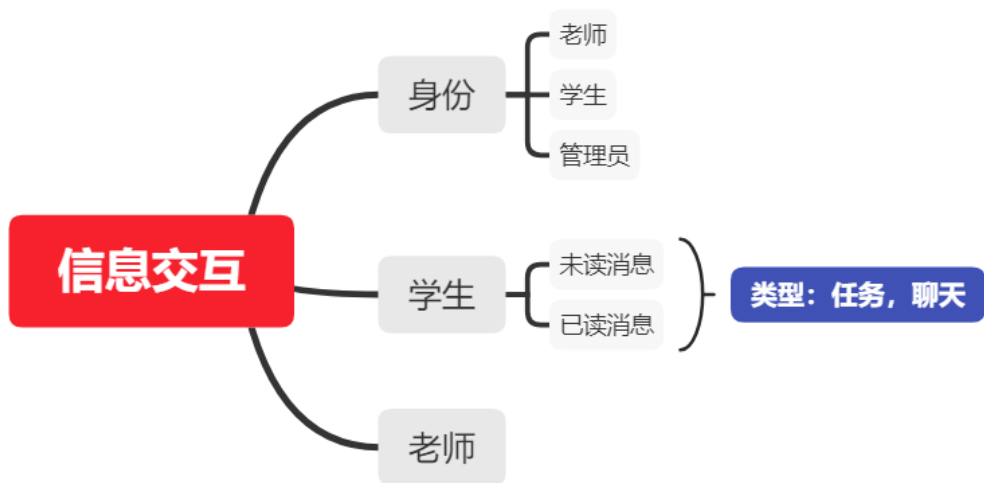 信息交互
身份
老师
学生
管理员
学生
未读消息
已读消息
类型：任务，聊天
老师